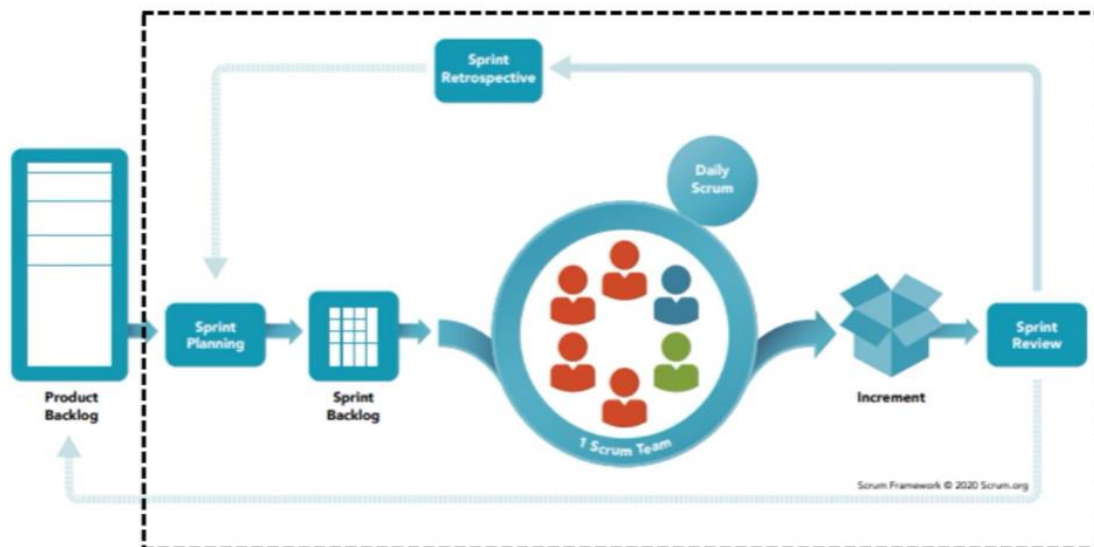 Sprint
Retrospective
Daily
Scrum
Sprint
Planning
Sprint
Review
Product
Backlog
Sprint
Backlog
Increment
1 Scrum Team
Scrum Framework © 2020 Scrum.org